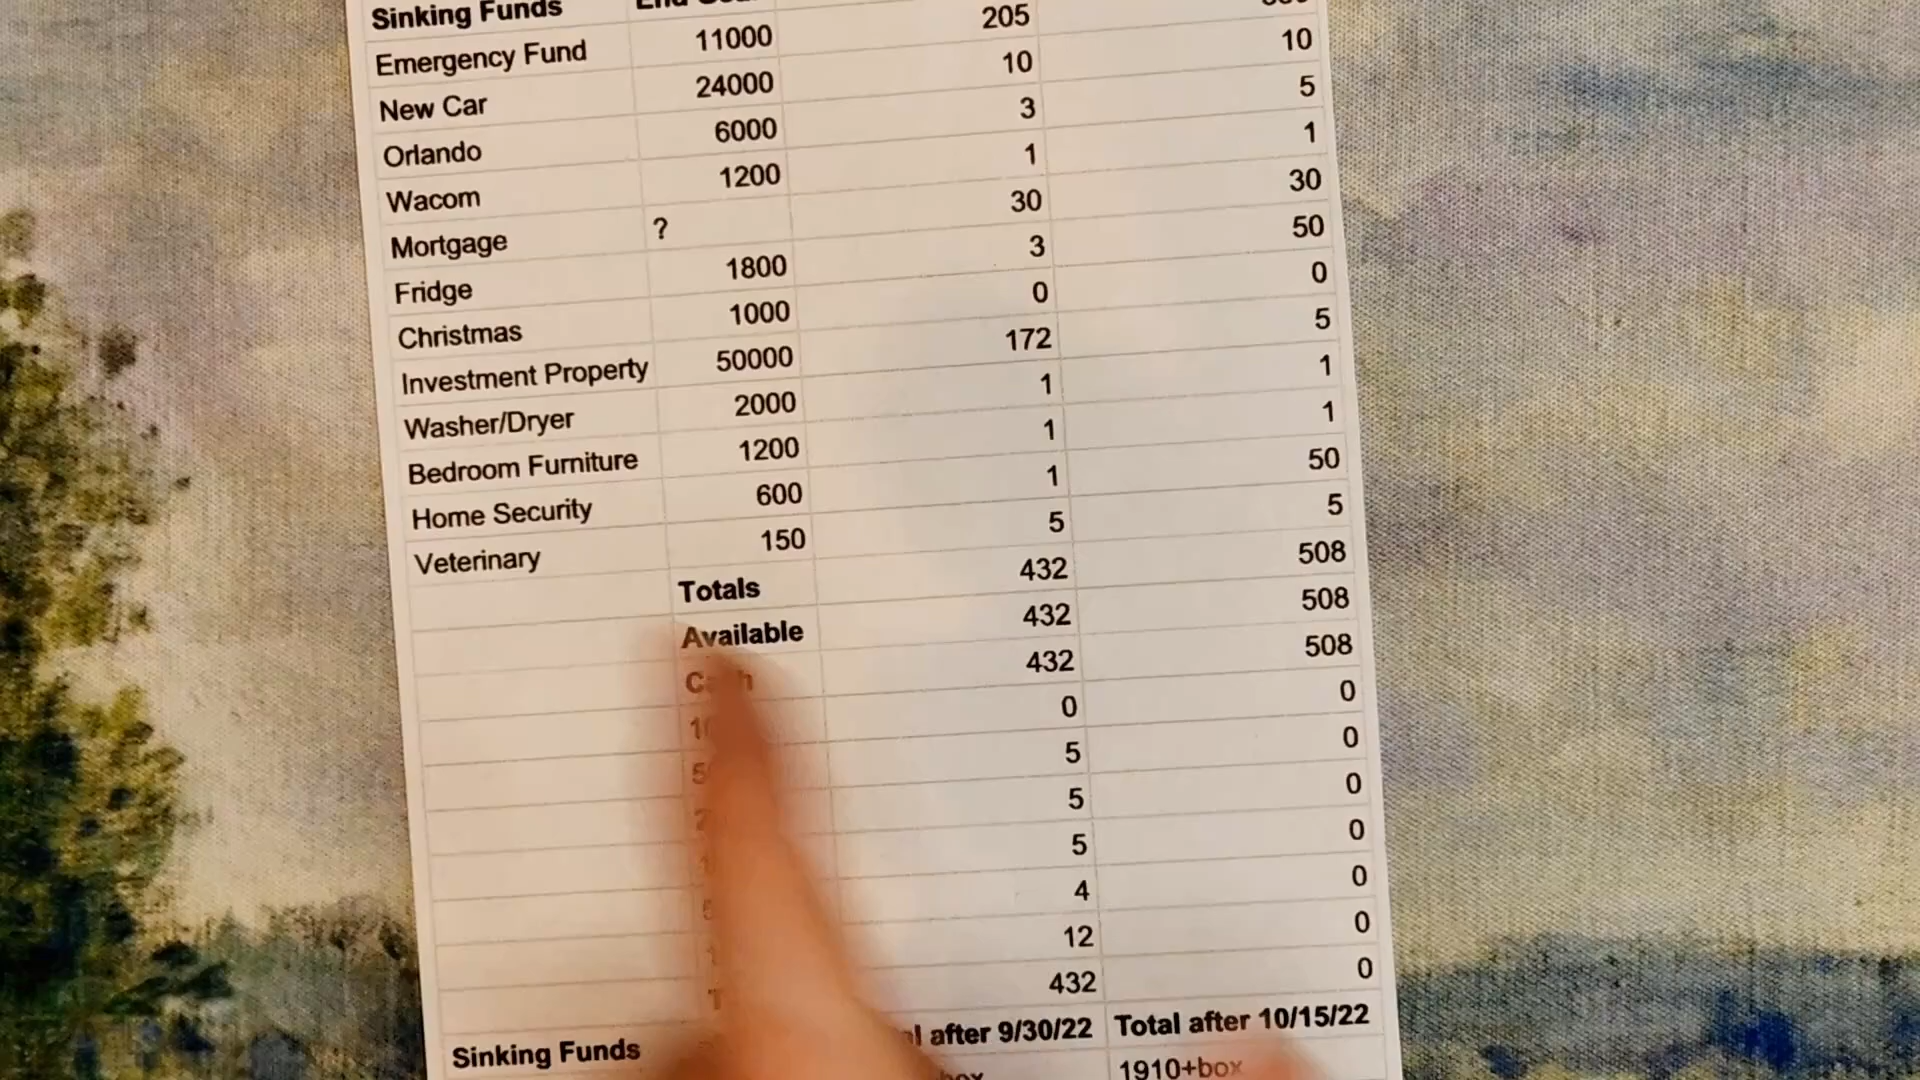 Sinking Funds
Emergency Fund 11000 205
New Car 24000 10 10
Orlando 6000 3 5
Wacom 1200 1 1
Mortgage ? 30 30
Fridge 1800 3 50
Christmas 1000 0 0
Investment Property 50000 172 5
Washer/Dryer 2000 1 1
Bedroom Furniture 1200 1 1
Home Security 600 1 50
Veterinary 150 5 5
Totals 432 508
Available 432 508
432 508
0 0
5 0
5 0
5 0
4 0
12 0
432 0
Sinking Funds after 9/30/22 Total after 10/15/22
1910+box